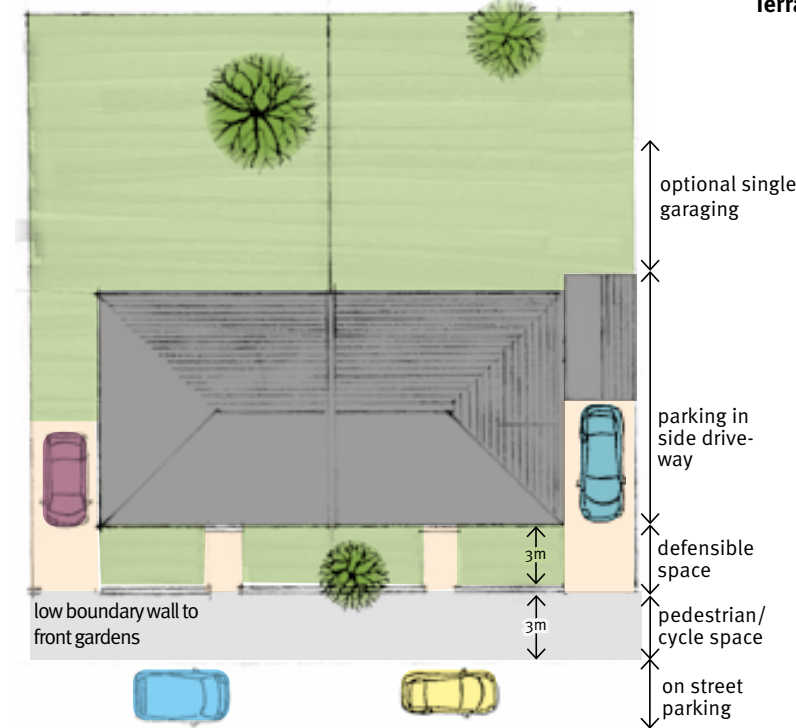 Terra
optional single
garaging
parking in
side drive-
way
3m
defensible
space
low boundary wall to
front gardens
3m
pedestrian/
cycle space
on street
parking